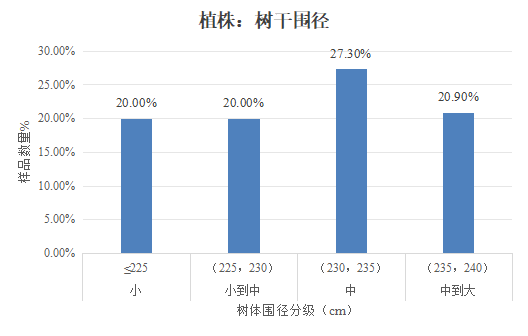 植株：树干围径
30.00%
25.00%
20.00%
15.00%
10.00%
5.00%
0.00%
样品数量%
20.00%
20.00%
27.30%
20.90%
≤225
（225，230）
（230，235）
（235，240）
小
小到中
中
中到大
树体围径分级（cm）